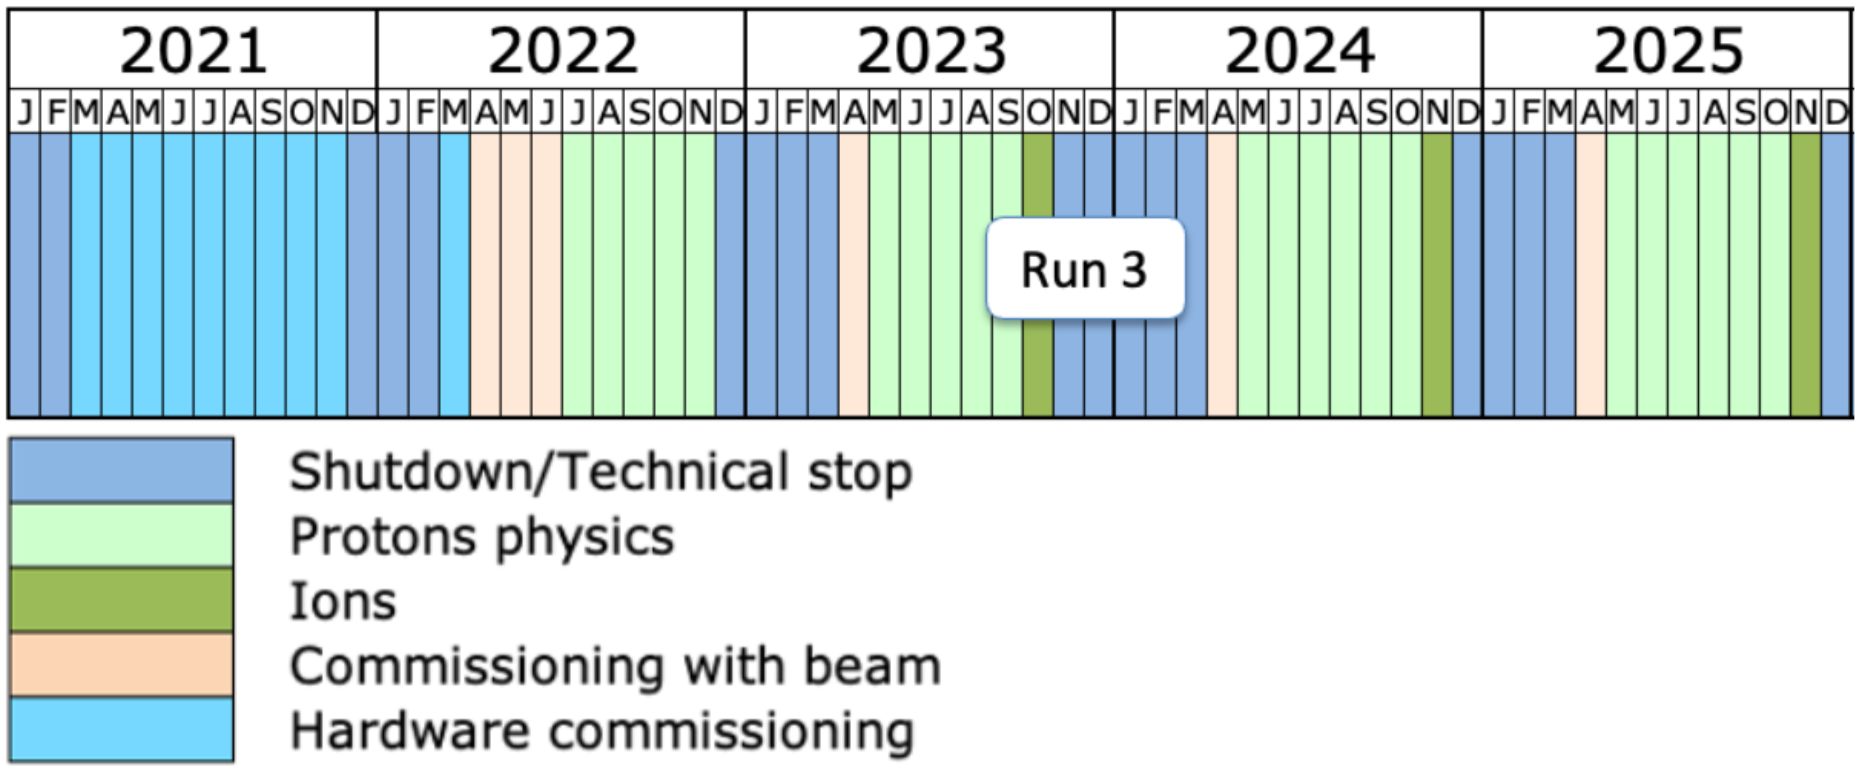 2021 2022 2023 2024 2025
J F M A M J J A S O N D J F M A M J J A S O N D J F M A M J J A S O N D J F M A M J J A S O N D J F M A M J J A S O N D
Run 3
Shutdown/Technical stop
Protons physics
Ions
Commissioning with beam
Hardware commissioning